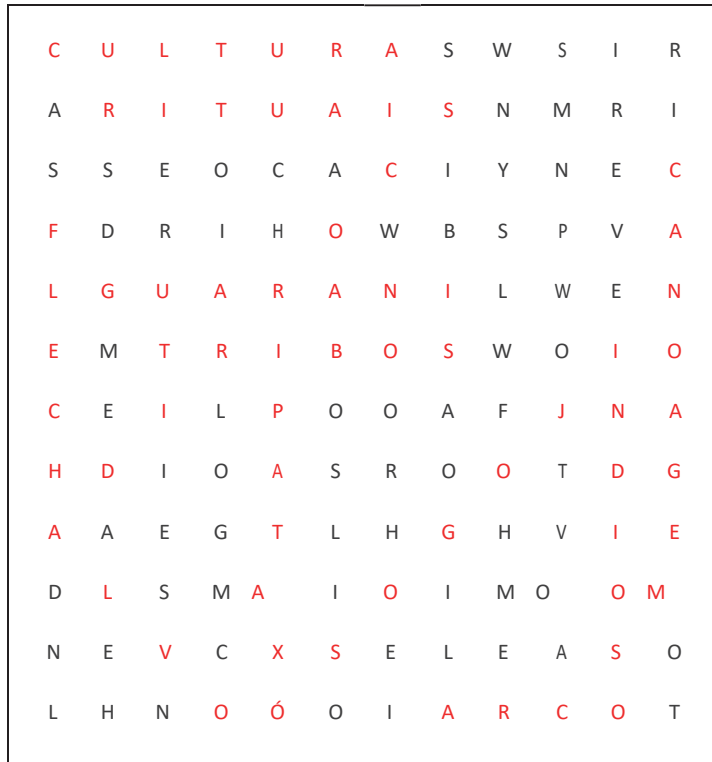 C U L T U R A S W S I R
A R I T U A I S N M R I
S S E O C A C I Y N E C
F D R I H O W B S P V A
L G U A R A N I L W E N
E M T R I B O S W O I O
C E I L P O O A F J N A
H D I O A S R O O T D G
A A E G T L H G H V I E
D L S M A I O I M O O M
N E V C X S E L E A S O
L H N O Ó O I A R C O T